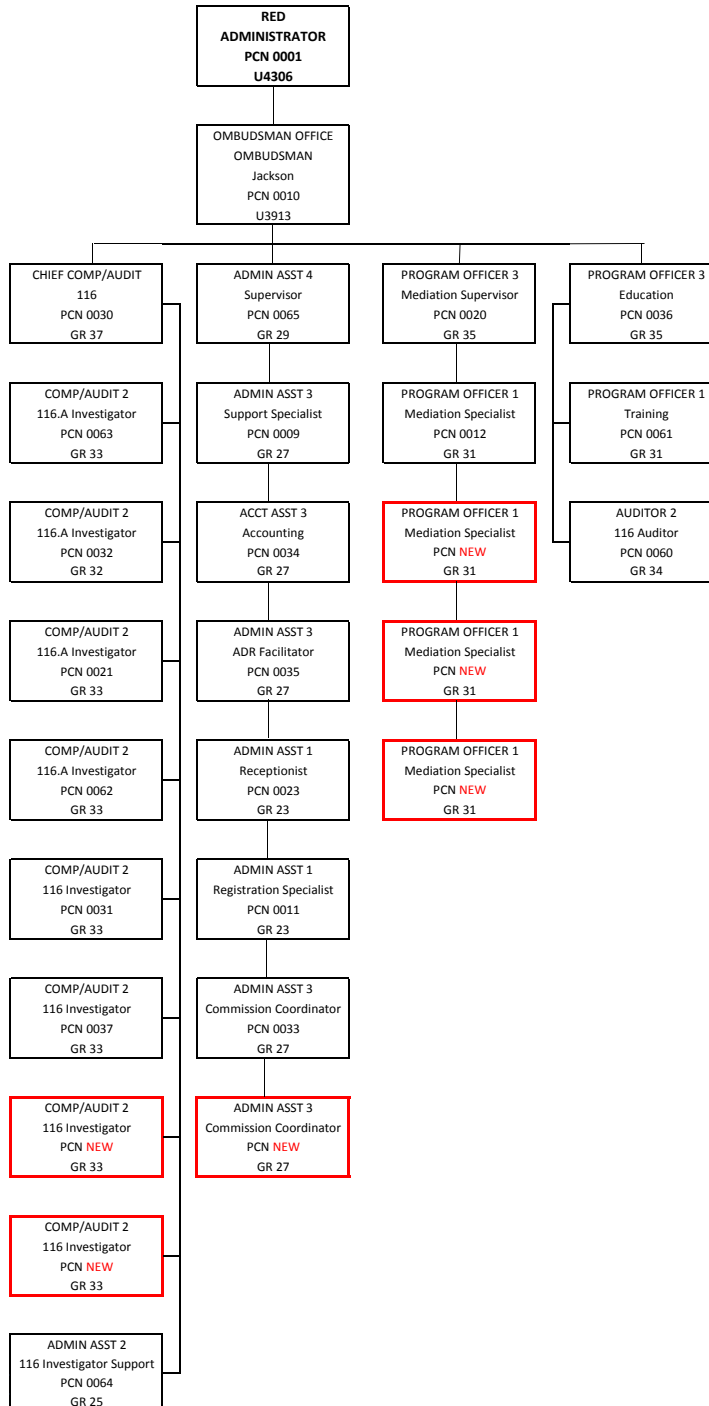 RED
ADMINISTRATOR
PCN 0001
U4306
OMBUDSMAN OFFICE
OMBUDSMAN
Jackson
PCN 0010
U3913
CHIEF COMP/AUDIT
116
PCN 0030
GR 37
COMP/AUDIT 2
116.A Investigator
PCN 0063
GR 33
COMP/AUDIT 2
116.A Investigator
PCN 0032
GR 32
COMP/AUDIT 2
116.A Investigator
PCN 0021
GR 33
COMP/AUDIT 2
116.A Investigator
PCN 0062
GR 33
COMP/AUDIT 2
116 Investigator
PCN 0031
GR 33
COMP/AUDIT 2
116 Investigator
PCN 0037
GR 33
COMP/AUDIT 2
116 Investigator
PCN NEW
GR 33
COMP/AUDIT 2
116 Investigator
PCN NEW
GR 33
ADMIN ASST 2
116 Investigator Support
PCN 0064
GR 25
ADMIN ASST 4
Supervisor
PCN 0065
GR 29
ADMIN ASST 3
Support Specialist
PCN 0009
GR 27
ACCT ASST 3
Accounting
PCN 0034
GR 27
ADMIN ASST 3
ADR Facilitator
PCN 0035
GR 27
ADMIN ASST 1
Receptionist
PCN 0023
GR 23
ADMIN ASST 1
Registration Specialist
PCN 0011
GR 23
ADMIN ASST 3
Commission Coordinator
PCN 0033
GR 27
ADMIN ASST 3
Commission Coordinator
PCN NEW
GR 27
PROGRAM OFFICER 3
Mediation Supervisor
PCN 0020
GR 35
PROGRAM OFFICER 1
Mediation Specialist
PCN 0012
GR 31
PROGRAM OFFICER 1
Mediation Specialist
PCN NEW
GR 31
PROGRAM OFFICER 1
Mediation Specialist
PCN NEW
GR 31
PROGRAM OFFICER 1
Mediation Specialist
PCN NEW
GR 31
PROGRAM OFFICER 3
Education
PCN 0036
GR 35
PROGRAM OFFICER 1
Training
PCN 0061
GR 31
AUDITOR 2
116 Auditor
PCN 0060
GR 34